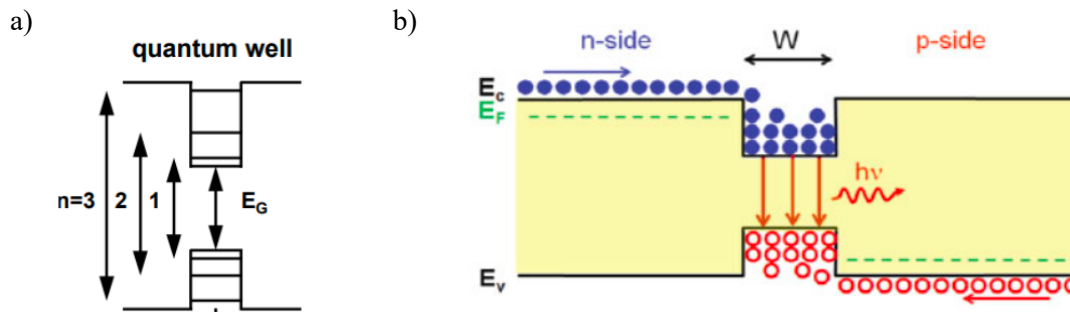 a)
quantum well
n=3 2 1 E_G
b)
n-side W p-side
E_c
E_F
hν
E_v